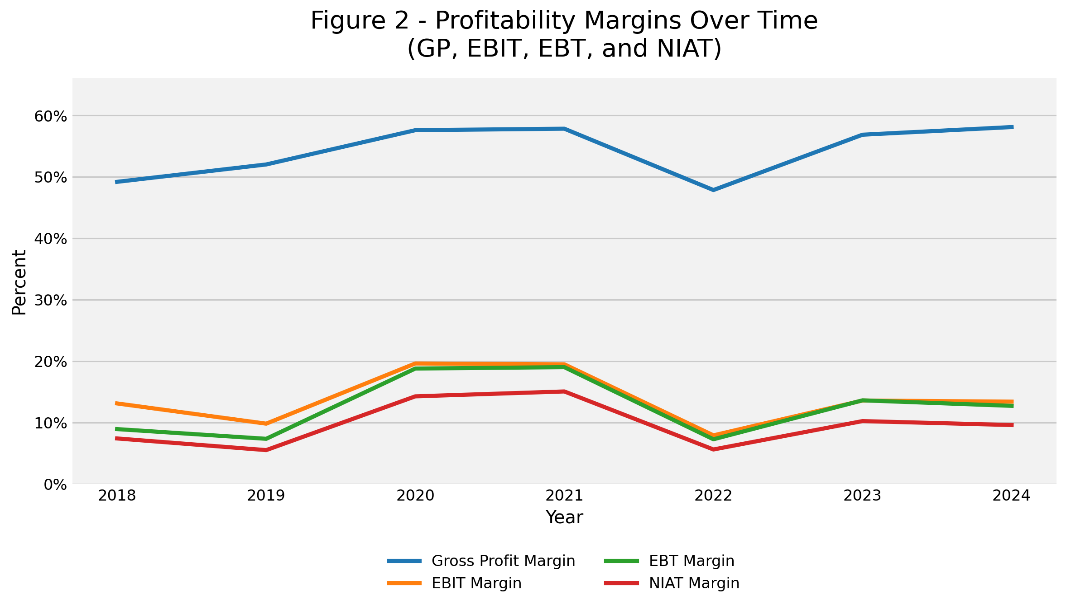 Figure 2 - Profitability Margins Over Time
(GP, EBIT, EBT, and NIAT)
Percent
60%
50%
40%
30%
20%
10%
0%
2018 2019 2020 2021 2022 2023 2024
Year
Gross Profit Margin
EBIT Margin
EBT Margin
NIAT Margin